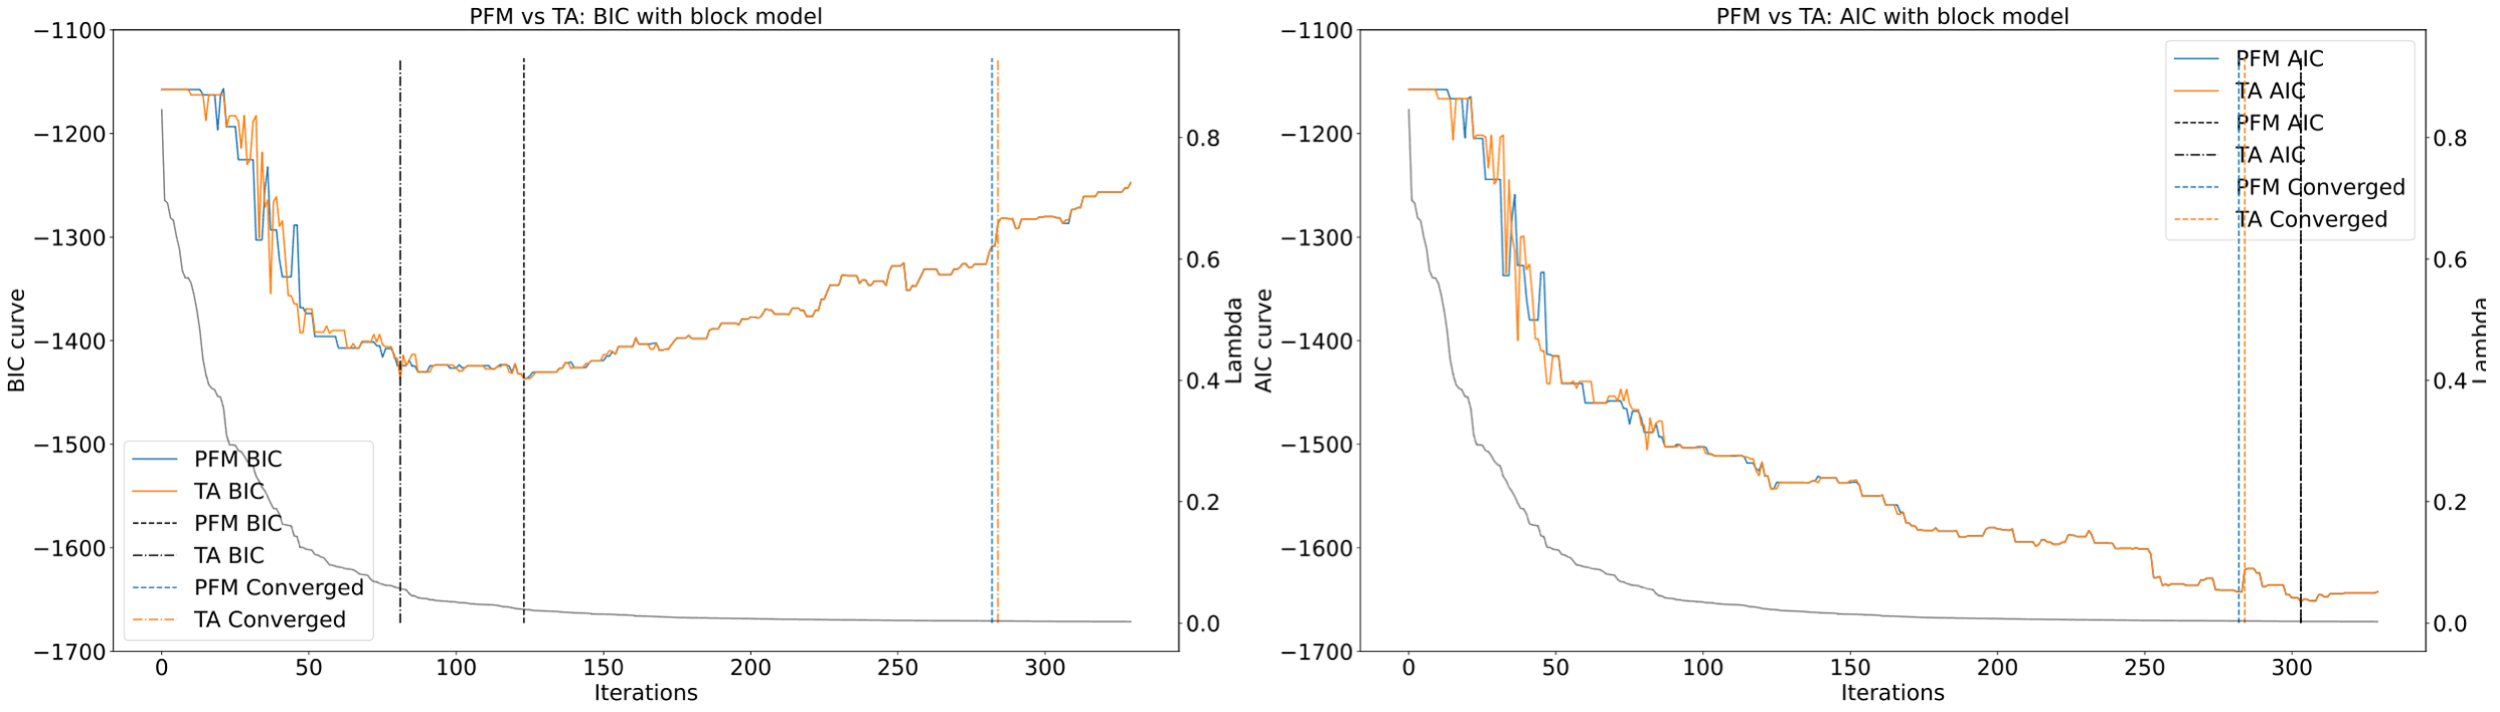 PFM vs TA: BIC with block model
−1100
−1200
−1300
−1400
−1500
−1600
−1700
BIC curve
0.8
0.6
0.4
0.2
0.0
Lambda
PFM BIC
TA BIC
PFM BIC
TA BIC
PFM Converged
TA Converged
0 50 100 150 200 250 300
Iterations
PFM vs TA: AIC with block model
−1100
−1200
−1300
−1400
−1500
−1600
−1700
AIC curve
PFM AIC
TA AIC
PFM AIC
TA AIC
PFM Converged
TA Converged
0.8
0.6
0.4
0.2
0.0
Lambda
0 50 100 150 200 250 300
Iterations